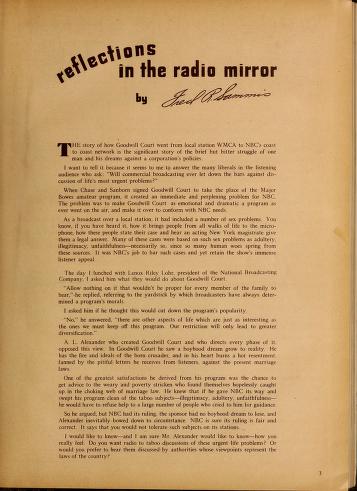 reflections
in the radio mirror
by Fred R. Sammis
THE story of how Goodwill Court went from local station WMCA to NBC's coast
to coast network is the significant story of the brief but bitter struggle of one
man and his dreams against a corporation's policies.
I want to tell it because it seems to me to answer the many liberals in the listening
audience who ask: "Will commercial broadcasting ever let down the bars against dis-
cussion of life's most urgent problems?"
When Chase and Sanborn signed Goodwill Court to take the place of the Major
Bowes amateur program, it created an immediate and perplexing problem for NBC.
The problem was to make Goodwill Court as emotional and dramatic a program as
ever went on the air, and make it over to conform with NBC needs.
As a broadcast over a local station, it had included a number of sex problems. You
know, if you have heard it, how it brings people from all walks of life to the micro-
phone, how these people state their case and hear an acting New York magistrate give
them a legal answer. Many of these cases were based on such sex problems as adultery,
illegitimacy, unfaithfulness—necessarily so, since so many human woes spring from
these sources. It was NBC's job to bar such cases and yet retain the show's immense
listener appeal.
The day I lunched with Lenox Riley Lohr, president of the National Broadcasting
Company, I asked him what they would do about Goodwill Court.
"Allow nothing on it that wouldn't be proper for every member of the family to
hear," he replied, referring to the yardstick by which broadcasters have always deter-
mined a program's morals.
I asked him if he thought this would cut down the program's popularity.
"No," he answered, "there are other aspects of life which are just as interesting as
the ones we must keep off this program. Our restriction will only lead to greater
diversification."
A. L. Alexander who created Goodwill Court and who directs every phase of it
opposed this view. In Goodwill Court he saw a boyhood dream grow to reality. He
has the fire and ideals of the born crusader, and in his heart burns a hot resentment
fanned by the pitiful letters he receives from listeners, against the present marriage
laws.
One of the greatest satisfactions he derived from his program was the chance to
get advice to the weary and poverty stricken who found themselves hopelessly caught
up in the choking web of marriage law. He knew that if he gave NBC its way and
swept his program clean of the taboo subjects—illegitimacy, adultery, unfaithfulness—
he would have to refuse help to a large number of people who cried to him for guidance.
So he argued, but NBC had its ruling, the sponsor had no boyhood dream to lose, and
Alexander inevitably bowed down to circumstance. NBC is sure its ruling is fair and
correct. It says that you would not tolerate such subjects on its stations.
I would like to know—and I am sure Mr. Alexander would like to know—how you
really feel. Do you want radio to taboo discussions of these urgent life problems? Or
would you prefer to hear them discussed by authorities whose viewpoints represent the
laws of the country?
3